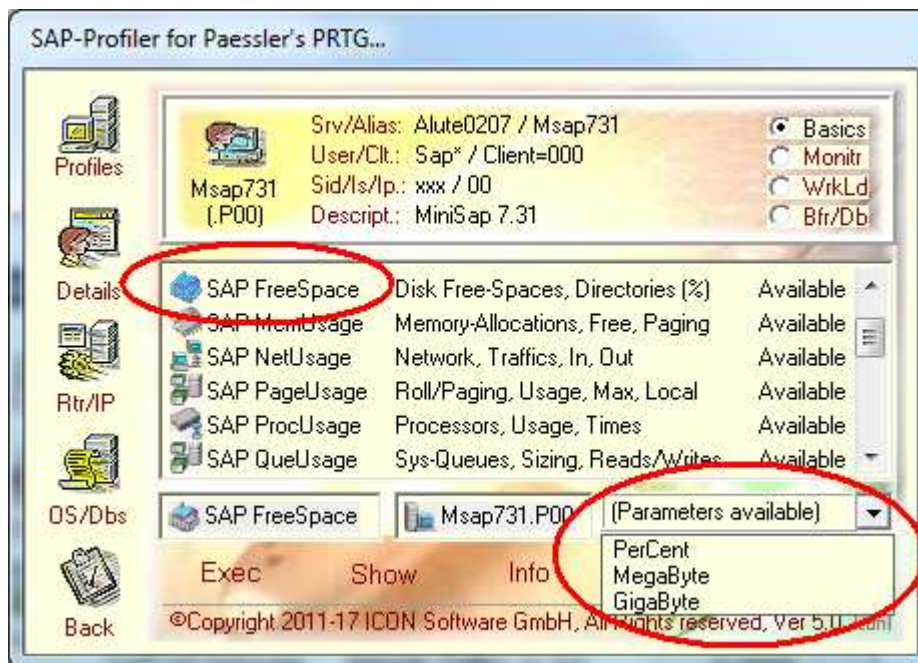 SAP-Profiler for Paessler's PRTG...
Profiles
Details
Rtr/IP
OS/Dbs
Back
Msap731
(.P00)
Srv/Alias: Alute0207 / Msap731
User/Clt.: Sap* / Client=000
Sid/Is/Ip.: xxx / 00
Descript.: MiniSap 7.31
Basics
Monitr
WrkLd
Bfr/Db
SAP FreeSpace Disk Free-Spaces, Directories (%) Available
SAP MemUsage Memory-Allocations, Free, Paging Available
SAP NetUsage Network, Traffics, In, Out Available
SAP PageUsage Roll/Paging, Usage, Max, Local Available
SAP ProcUsage Processors, Usage, Times Available
SAP QueUsage Sys-Queues, Sizing, Reads/Writes Available
SAP FreeSpace Msap731.P00 (Parameters available)
PerCent
MegaByte
GigaByte
Exec Show Info
©Copyright 2011-17 ICON Software GmbH, All Rights reserved, Ver 5.0